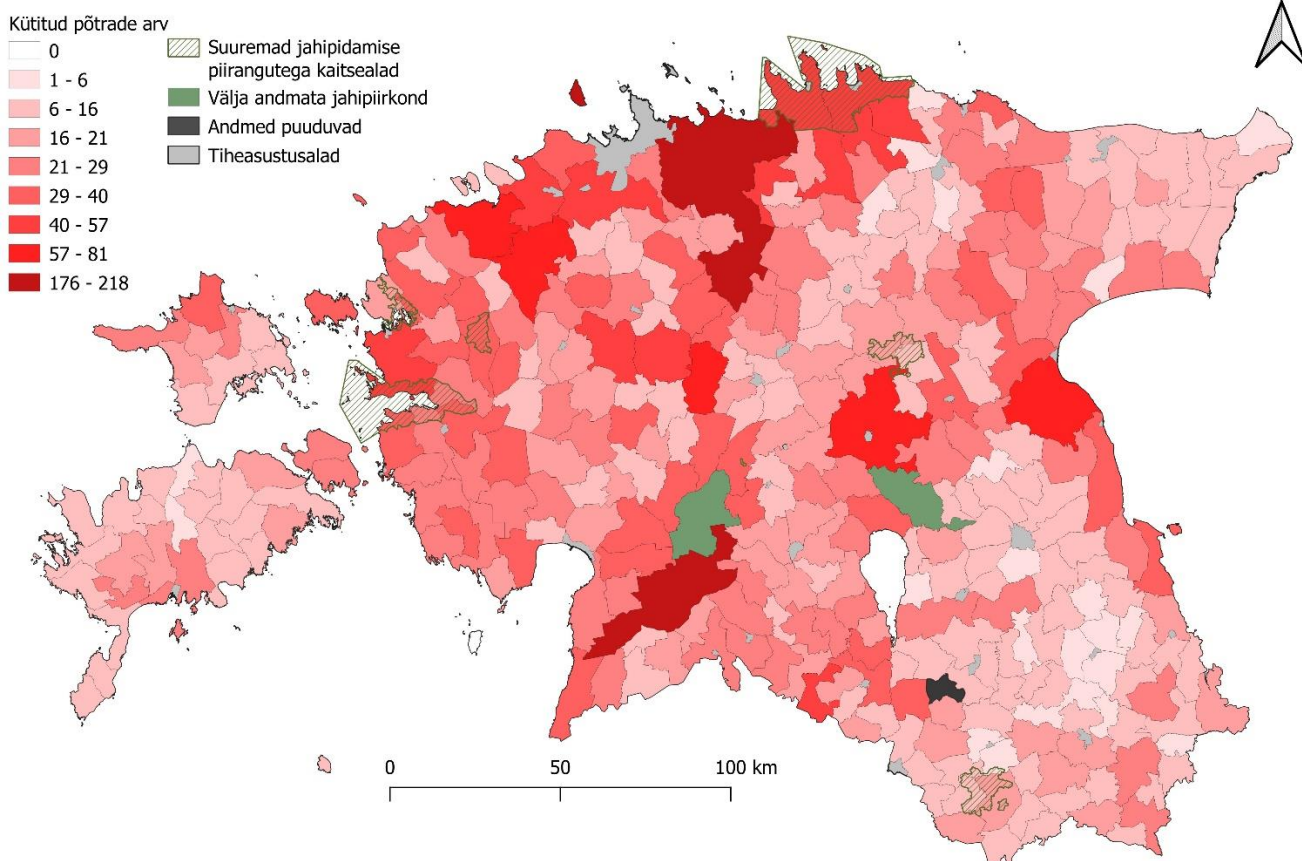 Kütitud põtrade arv
0
1 - 6
6 - 16
16 - 21
21 - 29
29 - 40
40 - 57
57 - 81
176 - 218
Suuremad jahipidamise
piirangutega kaitsealad
Välja andmata jahipiirkond
Andmed puuduvad
Tiheasustusalad
0 50 100 km